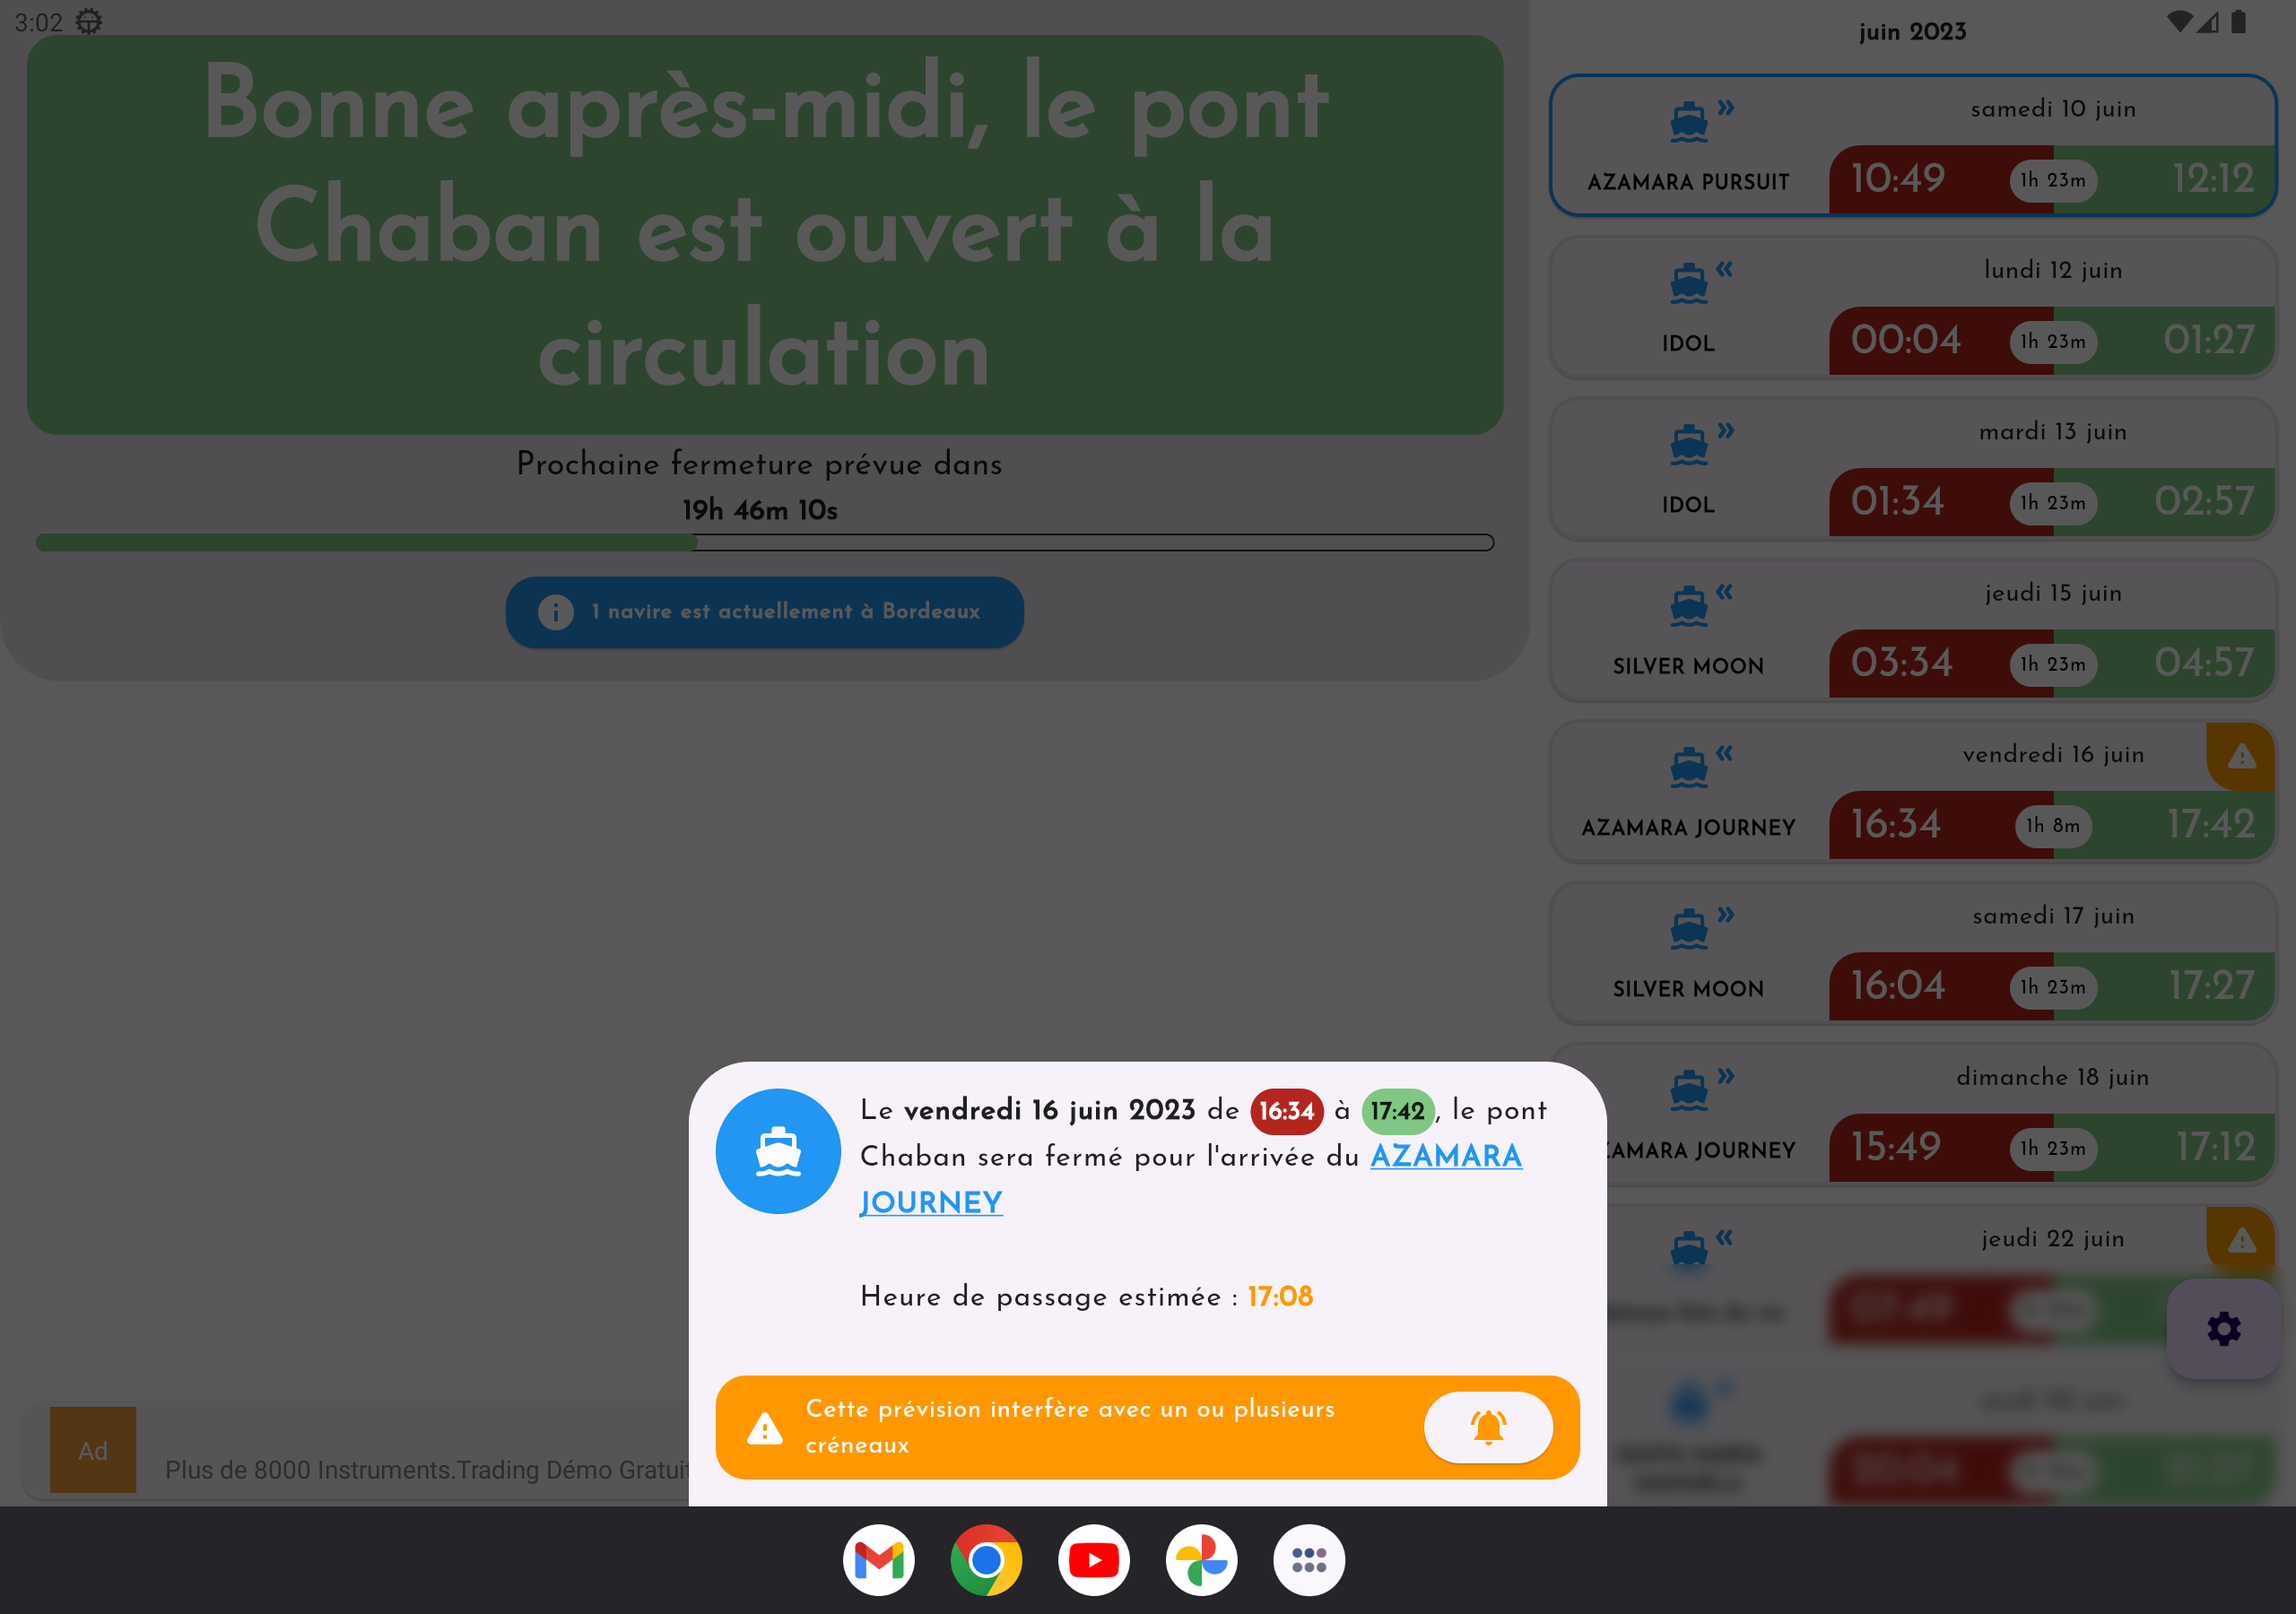 3:02
Bonne après-midi, le pont
Chaban est ouvert à la
circulation
Prochaine fermeture prévue dans
19h 46m 10s
1 navire est actuellement à Bordeaux
juin 2023
samedi 10 juin
AZAMARA PURSUIT
10:49 1h 23m 12:12
lundi 12 juin
IDOL
00:04 1h 23m 01:27
mardi 13 juin
IDOL
01:34 1h 23m 02:57
jeudi 15 juin
SILVER MOON
03:34 1h 23m 04:57
vendredi 16 juin
AZAMARA JOURNEY
16:34 1h 8m 17:42
samedi 17 juin
SILVER MOON
16:04 1h 23m 17:27
dimanche 18 juin
ZAMARA JOURNEY
15:49 1h 23m 17:12
jeudi 22 juin
Le vendredi 16 juin 2023 de 16:34 à 17:42, le pont
Chaban sera fermé pour l'arrivée du AZAMARA
JOURNEY
Heure de passage estimée : 17:08
Cette prévision interfère avec un ou plusieurs
créneaux
Ad
Plus de 8000 Instruments.Trading Démo Gratuit